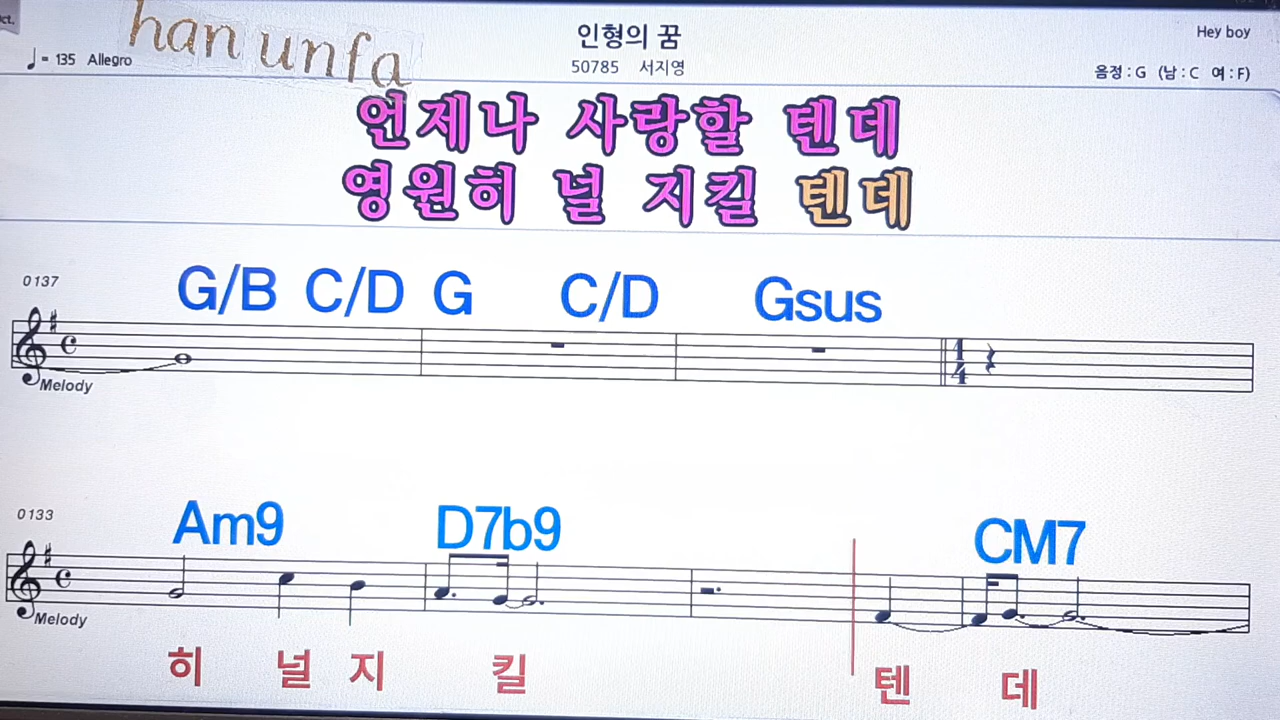 ct.
han unfa
인형의 꿈
Hey boy
♩= 135 Allegro
50785 서지영
음정 : G (남 : C 여 : F)
언제나 사랑할 텐데
영원히 널 지킬 텐데
0137
G/B C/D G C/D Gsus
1
4
Melody
0133
Am9 D7b9 CM7
Melody
히 널 지 킬 텐 데